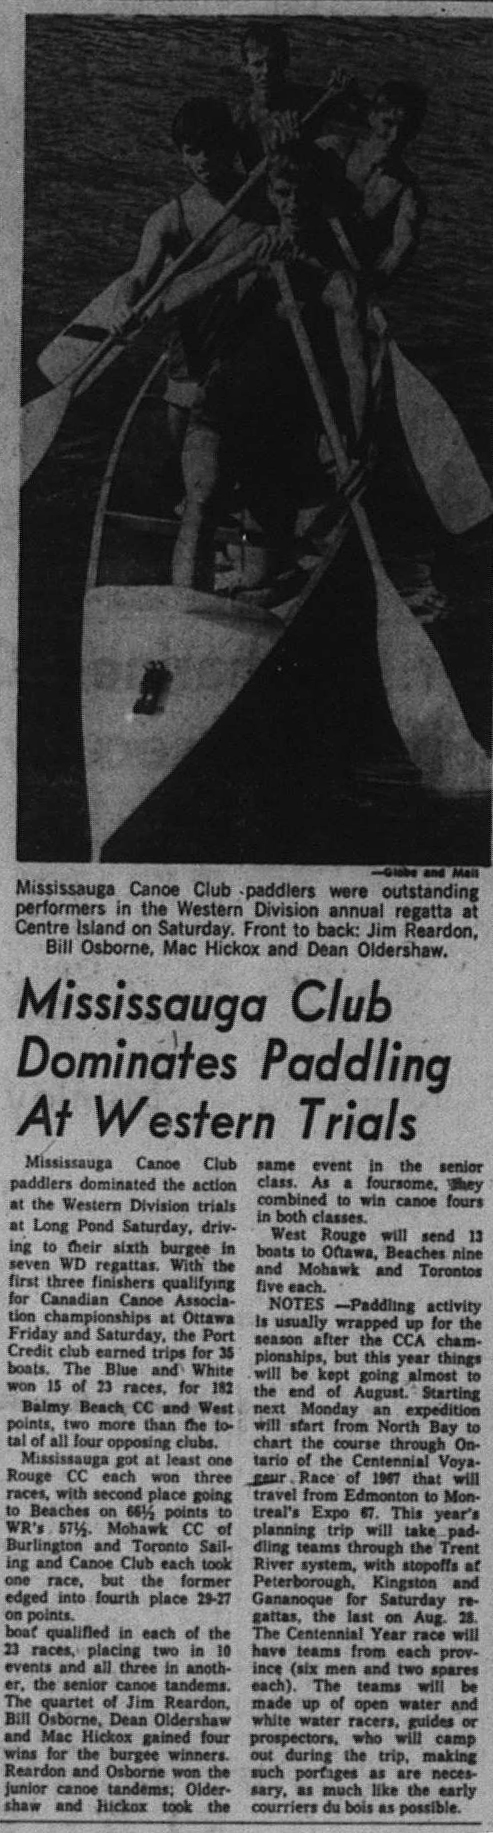 —Globe and Mail
Mississauga Canoe Club paddlers were outstanding
performers in the Western Division annual regatta at
Centre Island on Saturday. Front to back: Jim Reardon,
Bill Osborne, Mac Hickox and Dean Oldershaw.
Mississauga Club
Dominates Paddling
At Western Trials
Mississauga Canoe Club
paddlers dominated the action
at the Western Division trials
at Long Pond Saturday, driv-
ing to their sixth burgee in
seven WD regattas. With the
first three finishers qualifying
for Canadian Canoe Associa-
tion championships at Ottawa
Friday and Saturday, the Port
Credit club earned trips for 35
boats. The Blue and White
won 15 of 23 races, for 182
Balmy Beach CC and West
points, two more than the to-
tal of all four opposing clubs.
Mississauga got at least one
Rouge CC each won three
races, with second place going
to Beaches on 66½ points to
WR's 57½. Mohawk CC of
Burlington and Toronto Sail-
ing and Canoe Club each took
one race, but the former
edged into fourth place 29-27
on points.
boat qualified in each of the
23 races, placing two in 10
events and all three in anoth-
er, the senior canoe tandems.
The quartet of Jim Reardon,
Bill Osborne, Dean Oldershaw
and Mac Hickox gained four
wins for the burgee winners.
Reardon and Osborne won the
junior canoe tandems; Older-
shaw and Hickox took the
same event in the senior
class. As a foursome, they
combined to win canoe fours
in both classes.
West Rouge will send 13
boats to Ottawa, Beaches nine
and Mohawk and Torontos
five each.
NOTES —Paddling activity
is usually wrapped up for the
season after the CCA cham-
pionships, but this year things
will be kept going almost to
the end of August. Starting
next Monday an expedition
will start from North Bay to
chart the course through On-
tario of the Centennial Voya-
geur Race of 1967 that will
travel from Edmonton to Mon-
treal's Expo 67. This year's
planning trip will take pad-
dling teams through the Trent
River system, with stopoffs at
Peterborough, Kingston and
Gananoque for Saturday re-
gattas, the last on Aug. 28.
The Centennial Year race will
have teams from each prov-
ince (six men and two spares
each). The teams will be
made up of open water and
white water racers, guides or
prospectors, who will camp
out during the trip, making
such portages as are neces-
sary, as much like the early
courriers du bois as possible.